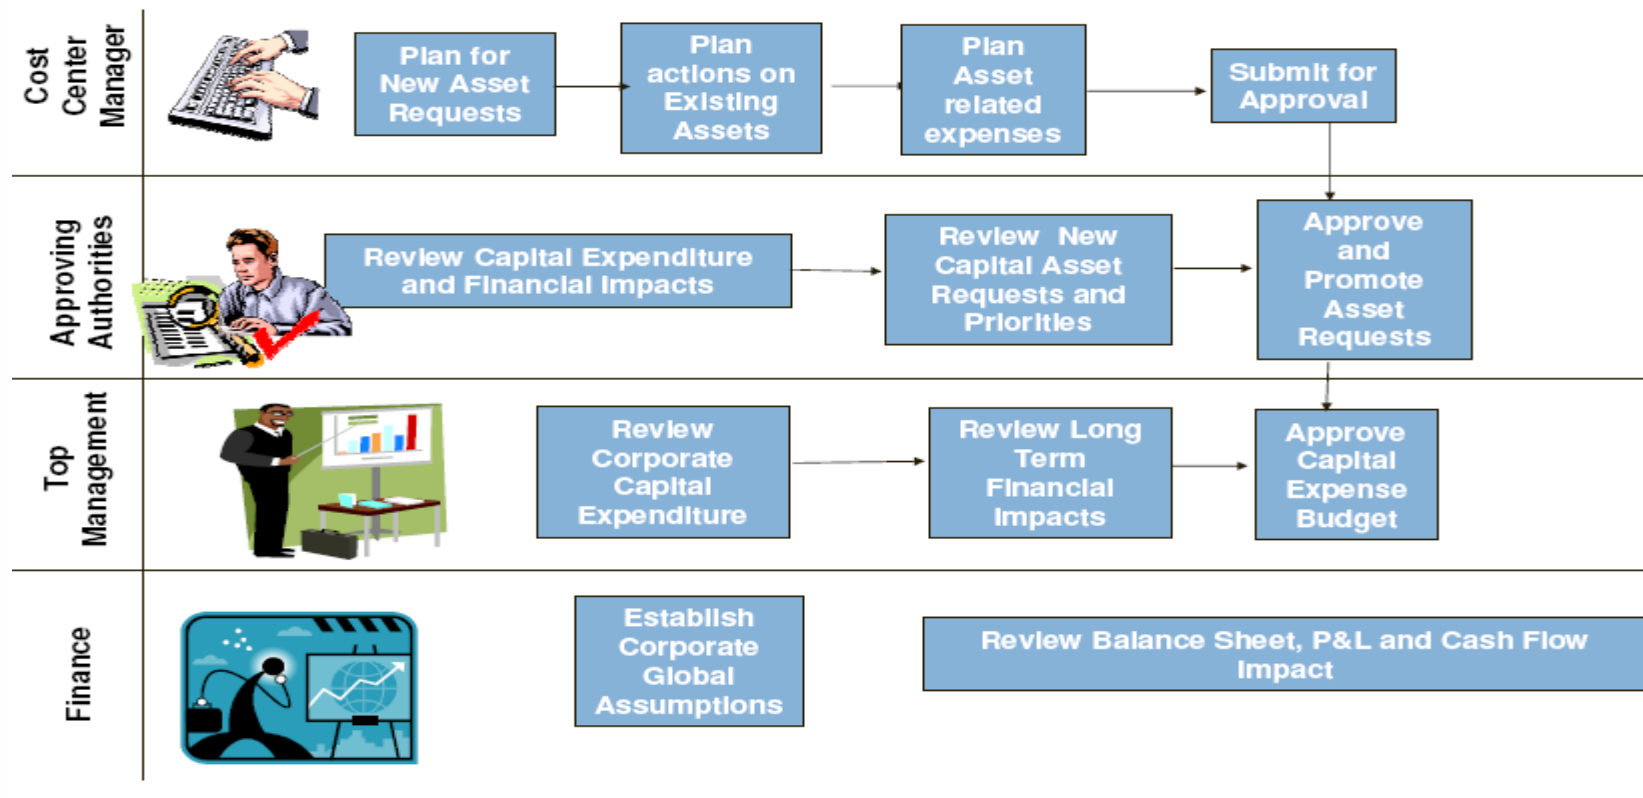 Cost
Center
Manager
Plan for
New Asset
Requests
Plan
actions on
Existing
Assets
Plan
Asset
related
expenses
Submit for
Approval
Approving
Authorities
Review Capital Expenditure
and Financial Impacts
Review New
Capital Asset
Requests and
Priorities
Approve
and
Promote
Asset
Requests
Top
Management
Review
Corporate
Capital
Expenditure
Review Long
Term
Financial
Impacts
Approve
Capital
Expense
Budget
Finance
Establish
Corporate
Global
Assumptions
Review Balance Sheet, P&L and Cash Flow
Impact